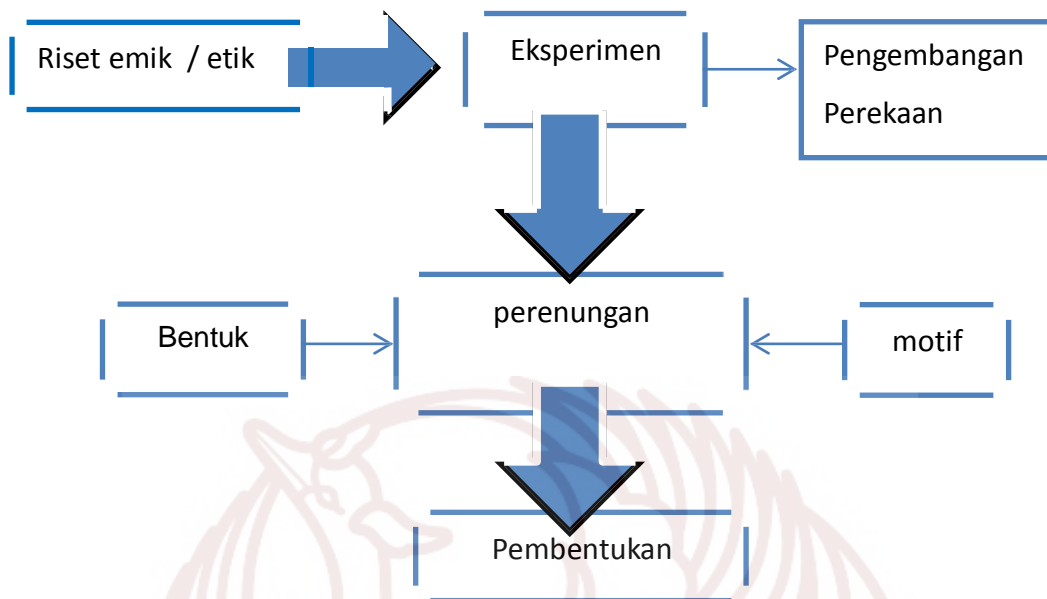 Riset emik / etik
Eksperimen
Pengembangan
Perekaan
Bentuk
perenungan
motif
Pembentukan